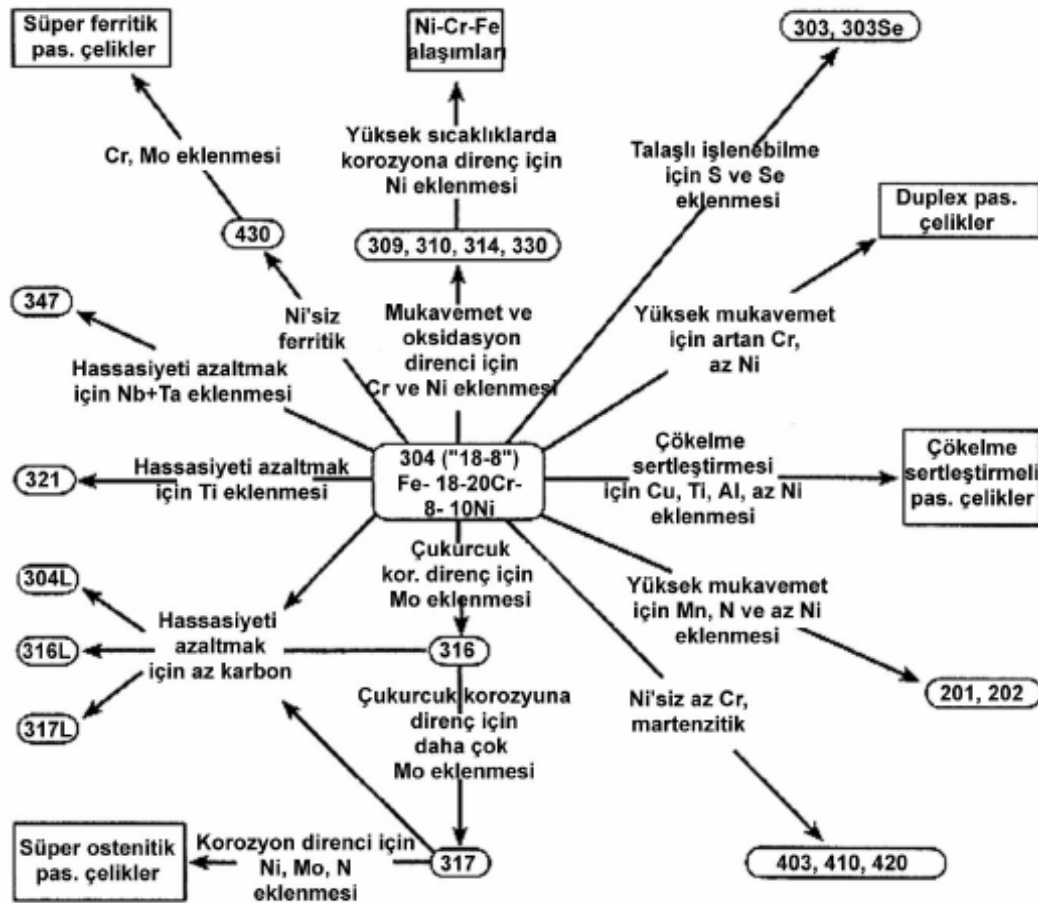 Süper ferritik
pas. çelikler
Ni-Cr-Fe
alaşımları
303, 303Se
Cr, Mo eklenmesi
Yüksek sıcaklıklarda
korozyona direnç için
Ni eklenmesi
Talaşlı işlenebilme
için S ve Se
eklenmesi
Duplex pas.
çelikler
430
309, 310, 314, 330
347
Ni'siz
ferritik
Mukavemet ve
oksidasyon
direnci için
Cr ve Ni eklenmesi
Yüksek mukavemet
için artan Cr,
az Ni
Hassasiyeti azaltmak
için Nb+Ta eklenmesi
304 ("18-8")
Fe- 18-20Cr-
8- 10Ni
Çökelme
sertleştirmesi
için Cu, Ti, Al, az Ni
eklenmesi
Çökelme
sertleştirmeli
pas. çelikler
321
Hassasiyeti azaltmak
için Ti eklenmesi
Çukurcuk
kor. direnç için
Mo eklenmesi
Yüksek mukavemet
için Mn, N ve az Ni
eklenmesi
304L
316L
317L
Hassasiyeti
azaltmak
için az karbon
316
201, 202
Çukurcuk korozyuna
direnç için
daha çok
Mo eklenmesi
Ni'siz az Cr,
martenzitik
Süper ostenitik
pas. çelikler
Korozyon direnci için
Ni, Mo, N
eklenmesi
317
403, 410, 420